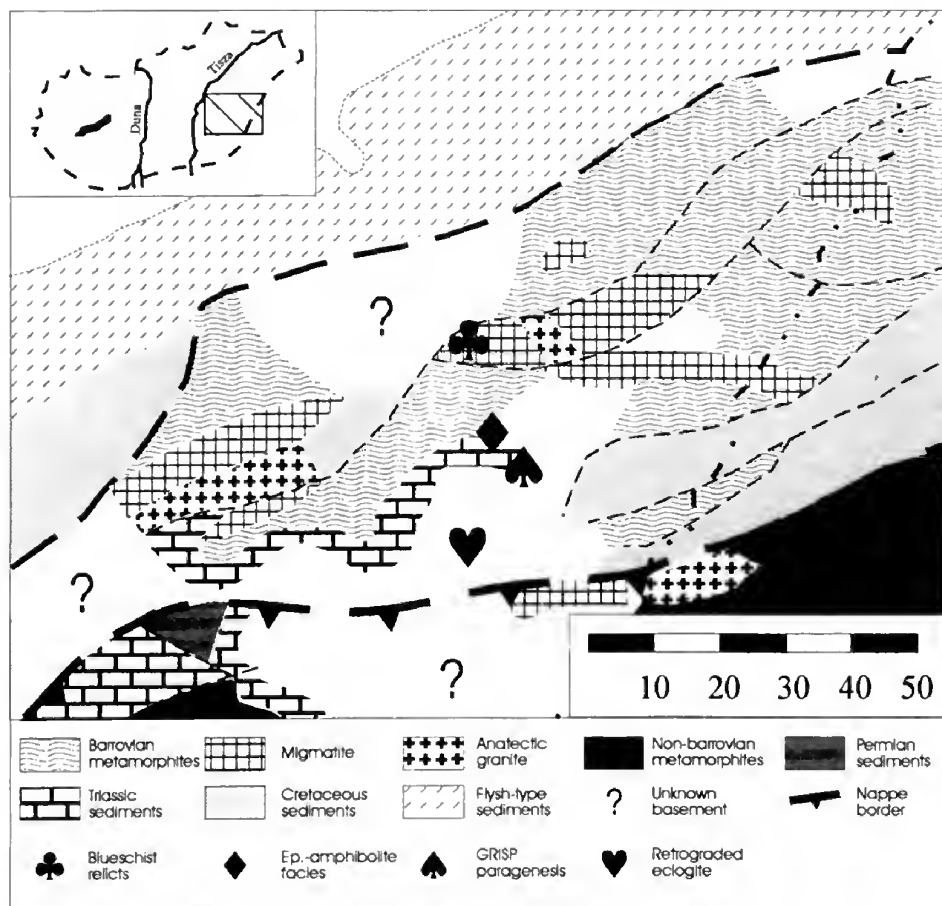 Duna
Tisza
?
?
?
?
10 20 30 40 50
Barrovian metamorphites
Migmatite
Anatectic granite
Non-barrovian metamorphites
Permian sediments
Triassic sediments
Cretaceous sediments
Flysh-type sediments
?
Unknown basement
Nappe border
Blueschist relicts
Ep.-amphibolite facies
GRISP paragenesis
Retrograded eclogite